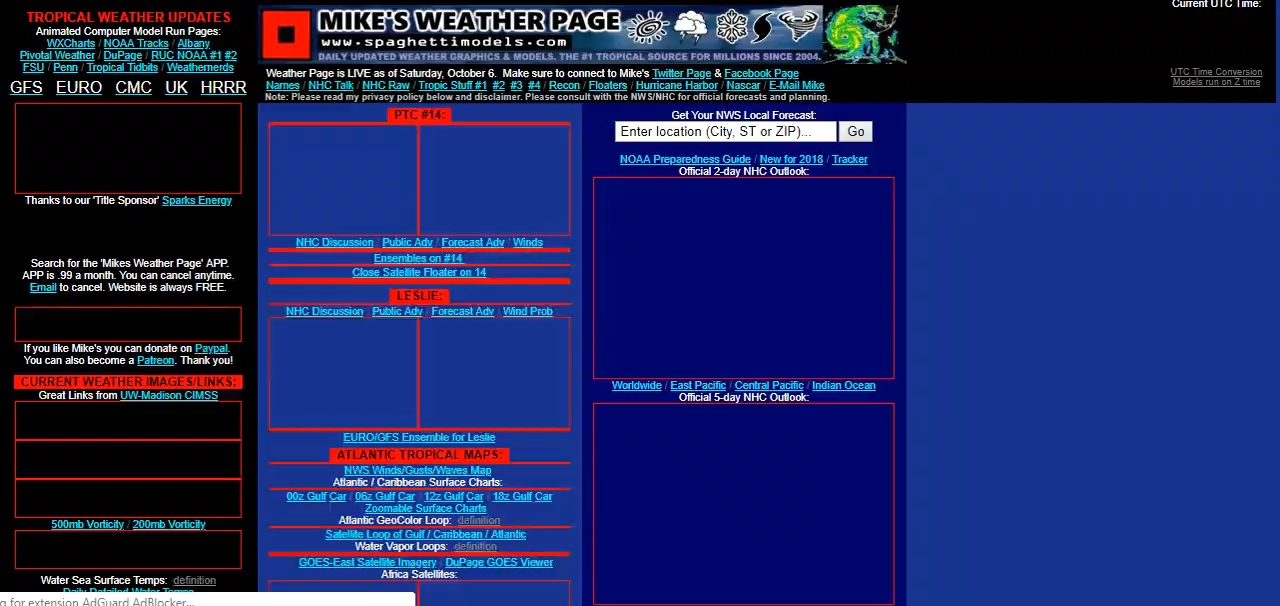 TROPICAL WEATHER UPDATES
Animated Computer Model Run Pages:
WXCharts / NOAA Tracks / Albany
Pivotal Weather / DuPage / RUC NOAA #1 #2
FSU / Penn / Tropical Tidbits / Weathernerds
GFS EURO CMC UK HRRR
Thanks to our 'Title Sponsor' Sparks Energy
Search for the 'Mikes Weather Page' APP.
APP is .99 a month. You can cancel anytime.
Email to cancel. Website is always FREE.
If you like Mike's you can donate on Paypal.
You can also become a Patreon. Thank you!
CURRENT WEATHER IMAGES/LINKS:
Great Links from UW-Madison CIMSS
500mb Vorticity / 200mb Vorticity
Water Sea Surface Temps: definition
Daily Detailed Water Temps
g for extension AdGuard AdBlocker...
MIKE'S WEATHER PAGE
www.spaghettimodels.com
DAILY UPDATED WEATHER GRAPHICS & MODELS. THE #1 TROPICAL SOURCE FOR MILLIONS SINCE 2004.
Weather Page is LIVE as of Saturday, October 6. Make sure to connect to Mike's Twitter Page & Facebook Page
Names / NHC Talk / NHC Raw / Tropic Stuff #1 #2 #3 #4 / Recon / Floaters / Hurricane Harbor / Nascar / E-Mail Mike
Note: Please read my privacy policy below and disclaimer. Please consult with the NWS/NHC for official forecasts and planning.
Current UTC Time:
UTC Time Conversion
Models run on Z time
PTC #14:
NHC Discussion / Public Adv / Forecast Adv / Winds
Ensembles on #14
Close Satellite Floater on 14
LESLIE:
NHC Discussion / Public Adv / Forecast Adv / Wind Prob
EURO/GFS Ensemble for Leslie
ATLANTIC TROPICAL MAPS:
NWS Winds/Gusts/Waves Map
Atlantic / Caribbean Surface Charts:
00z Gulf Car / 06z Gulf Car / 12z Gulf Car / 18z Gulf Car
Zoomable Surface Charts
Atlantic GeoColor Loop: definition
Satellite Loop of Gulf / Caribbean / Atlantic
Water Vapor Loops: definition
GOES-East Satellite Imagery / DuPage GOES Viewer
Africa Satellites:
Get Your NWS Local Forecast:
Enter location (City, ST or ZIP)... Go
NOAA Preparedness Guide / New for 2018 / Tracker
Official 2-day NHC Outlook:
Worldwide / East Pacific / Central Pacific / Indian Ocean
Official 5-day NHC Outlook: